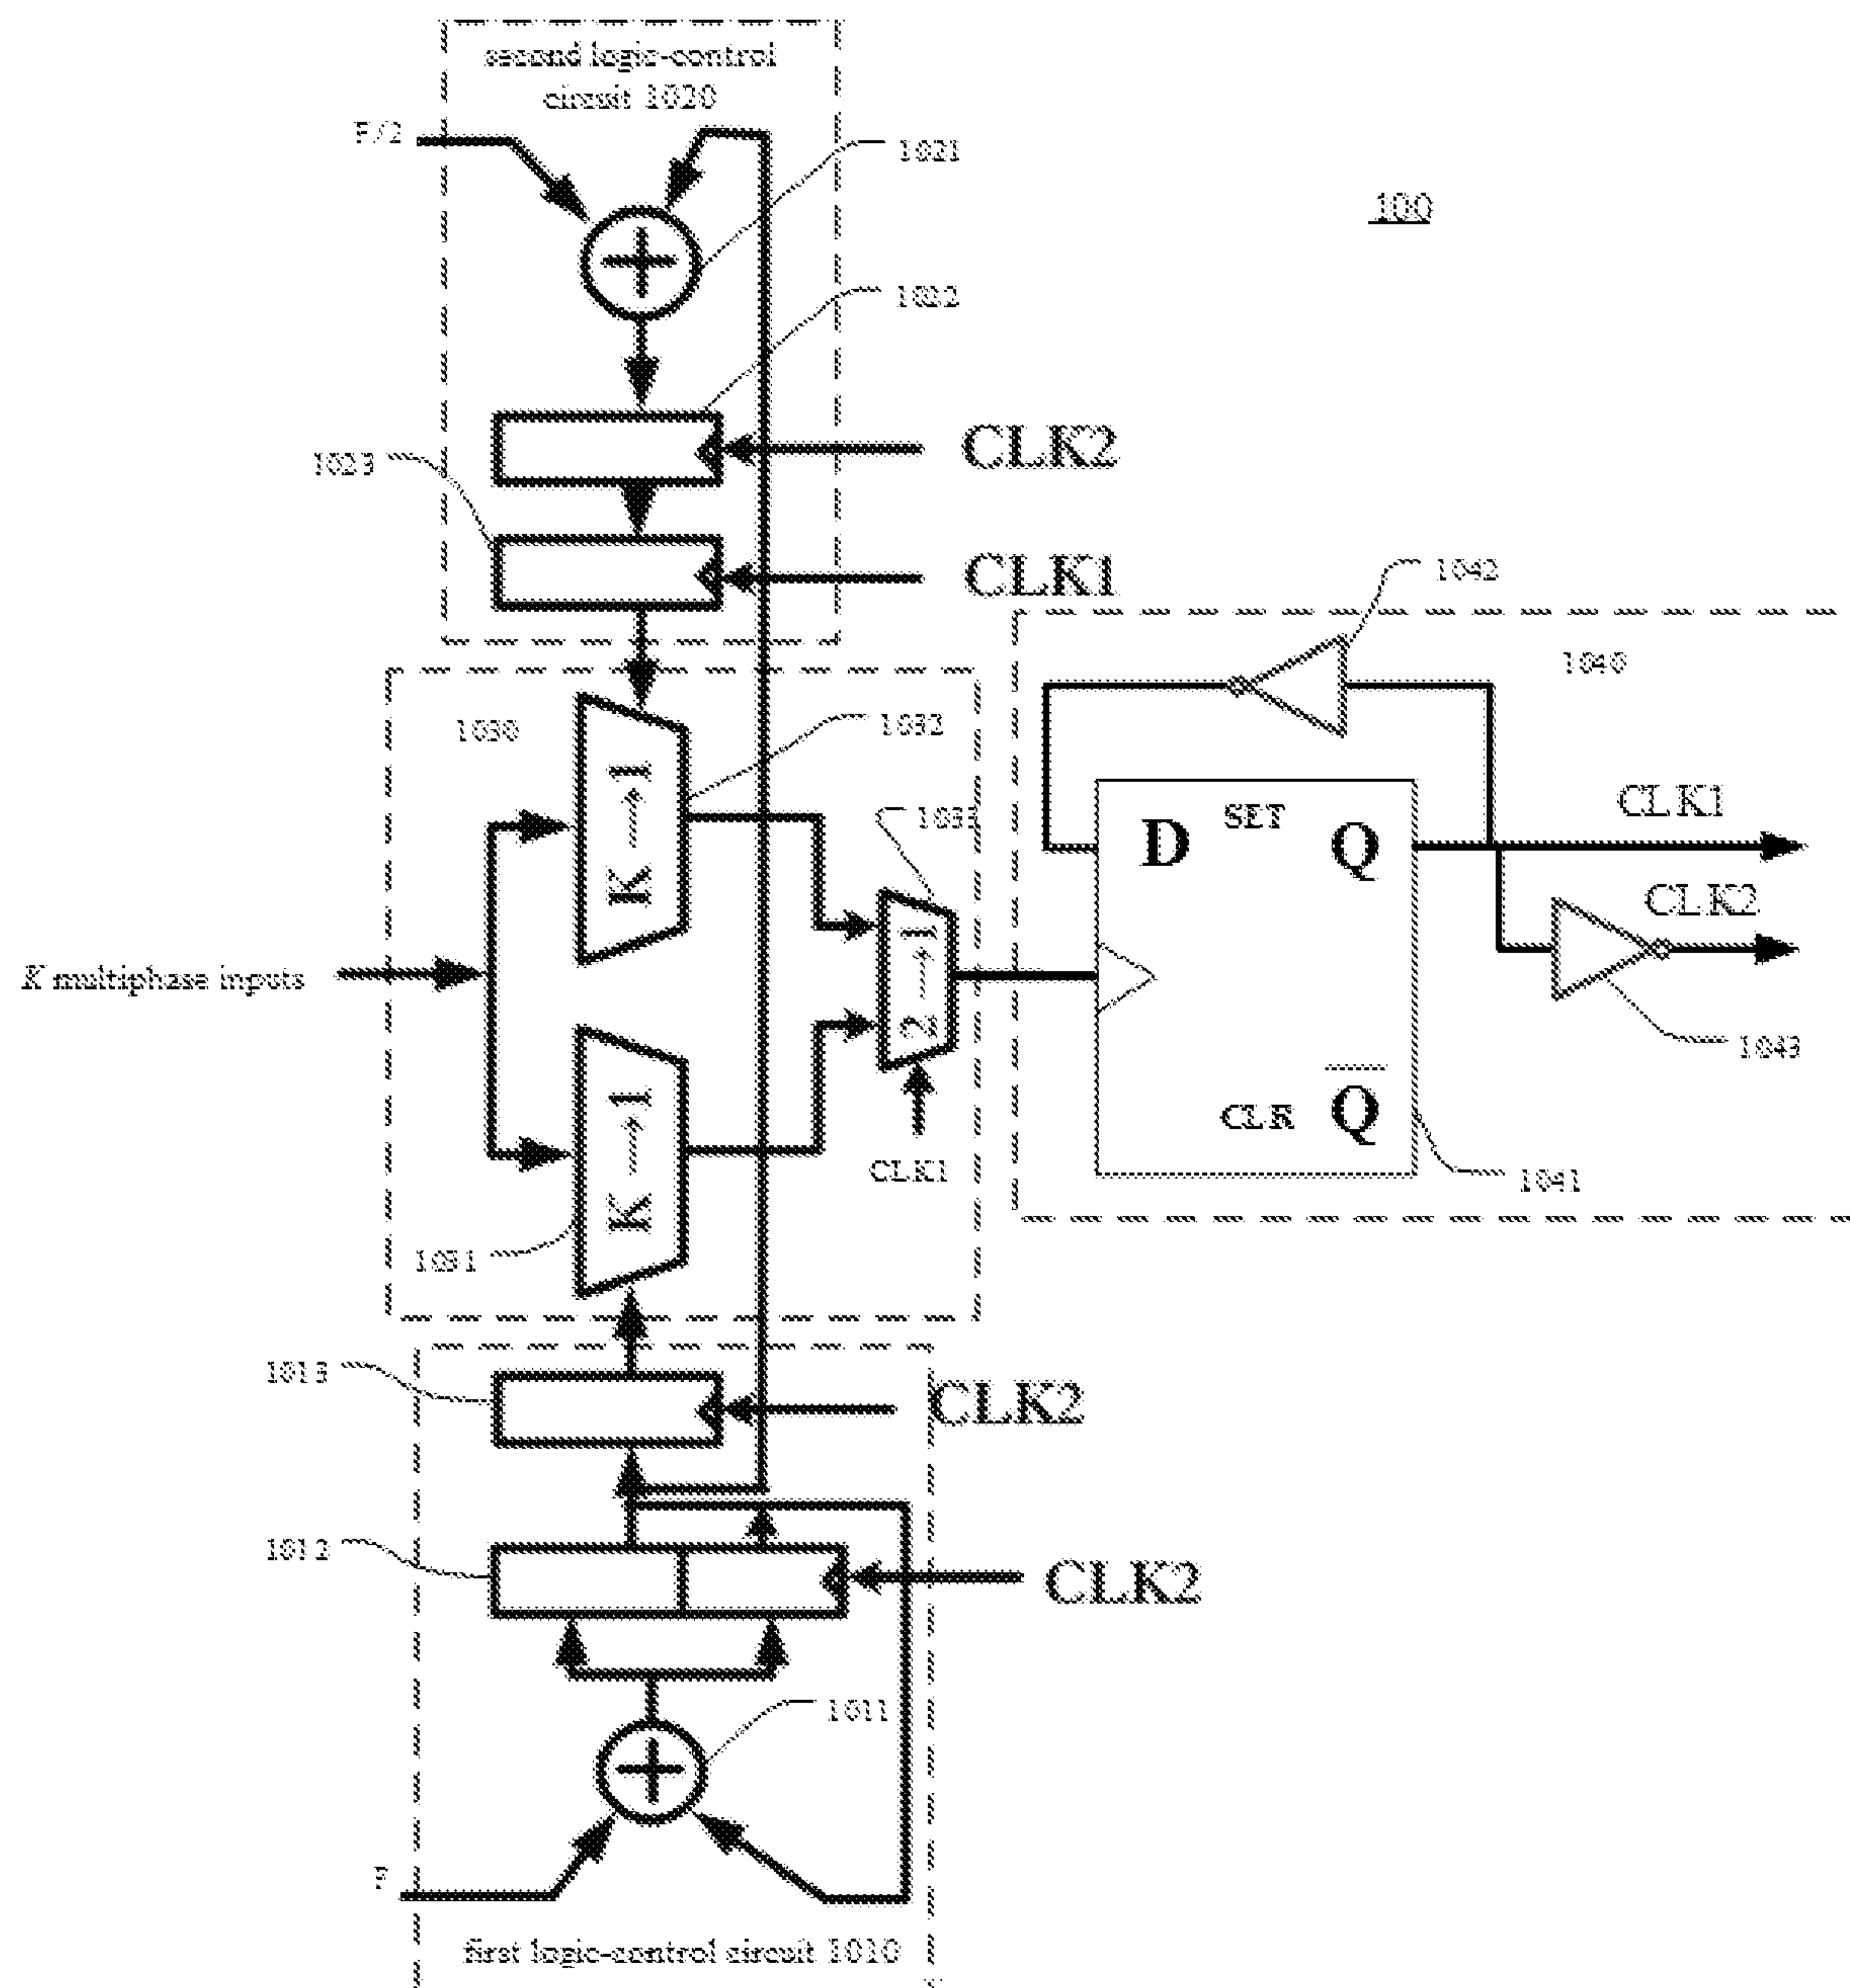 second logic-control
circuit 1020
F/2
1021
100
1022
CLK2
1023
CLK1
1042
1040
1030
1032
K→1
1033
D SET Q
CLK1
CLK2
K multiphase inputs
2→1
1043
K→1
CLK1
CLR Q
1041
1031
1013
CLK2
1012
CLK2
1011
F
first logic-control circuit 1010